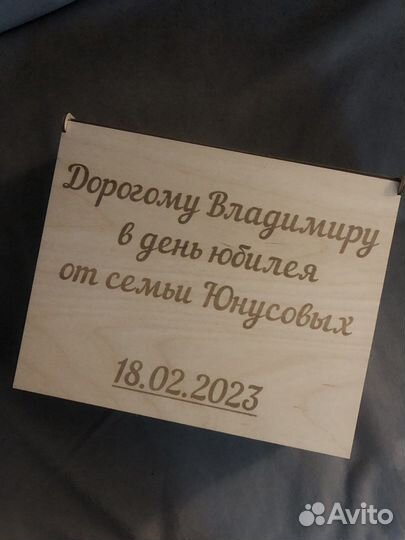 Дорогому Владимиру
в день юбилея
от семьи Юнусовых
18.02.2023
Avito